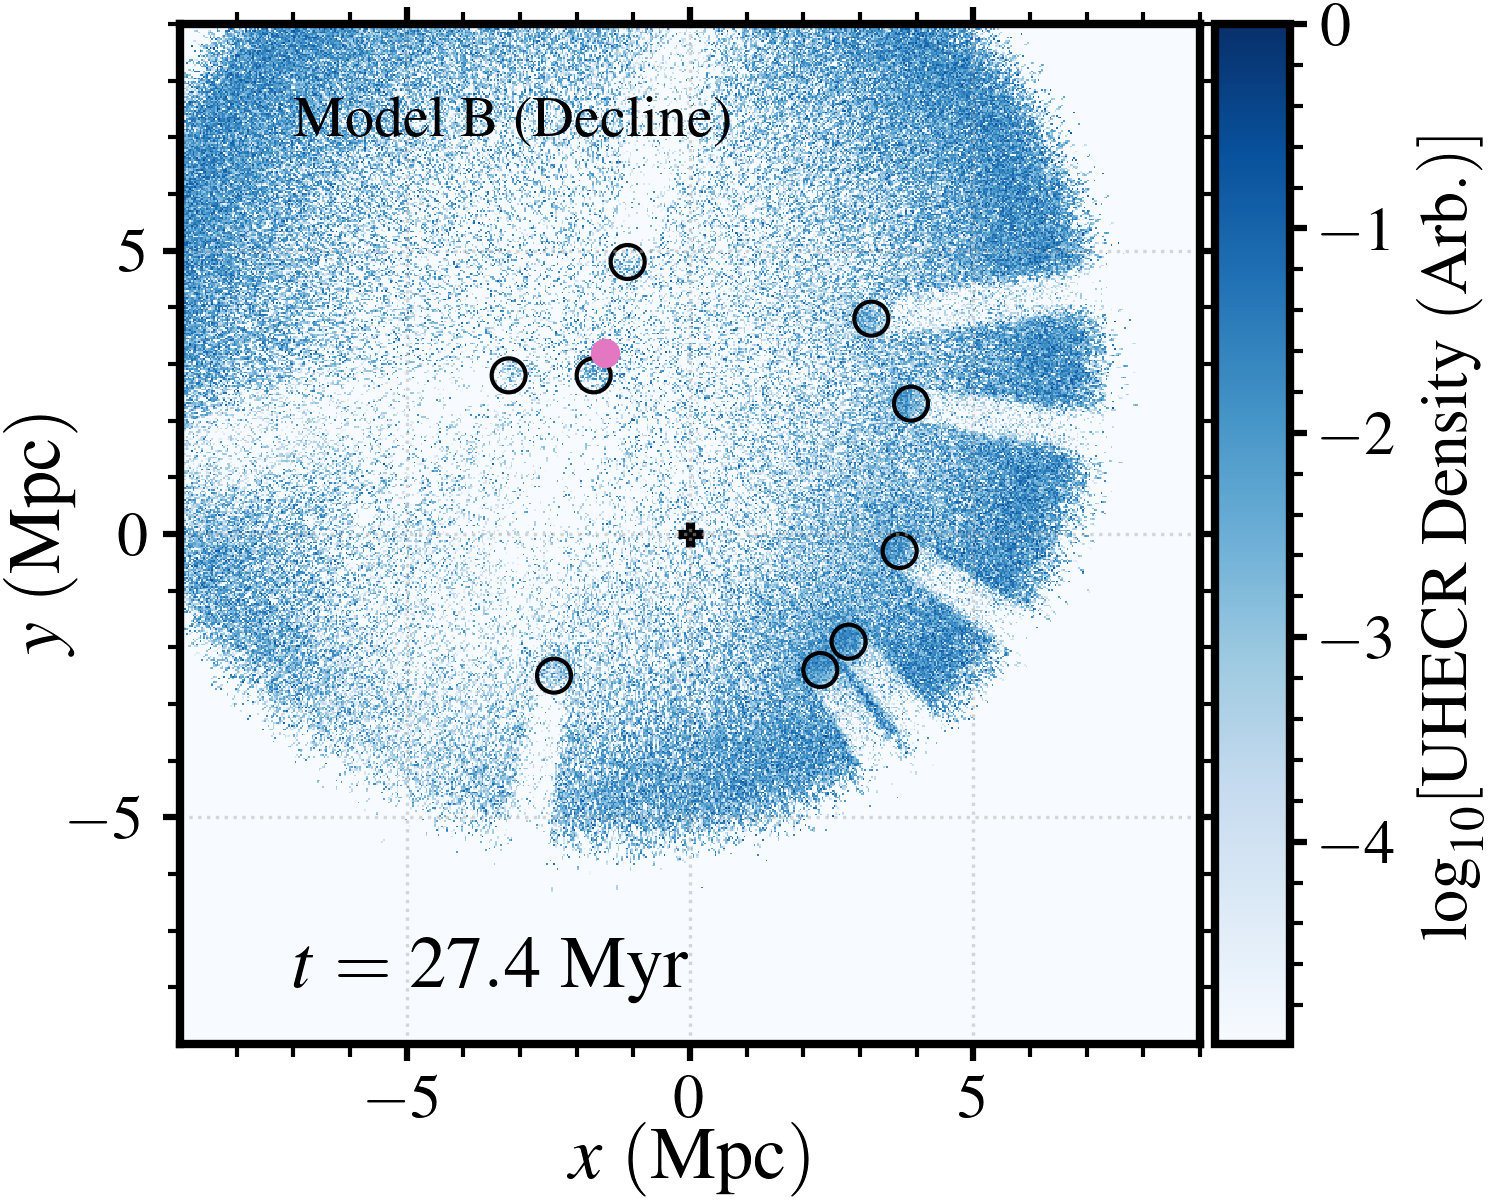 Model B (Decline)
t = 27.4 Myr
5
0
−5
y (Mpc)
−5
0
5
x (Mpc)
0
−1
−2
−3
−4
log₁₀[UHECR Density (Arb.)]